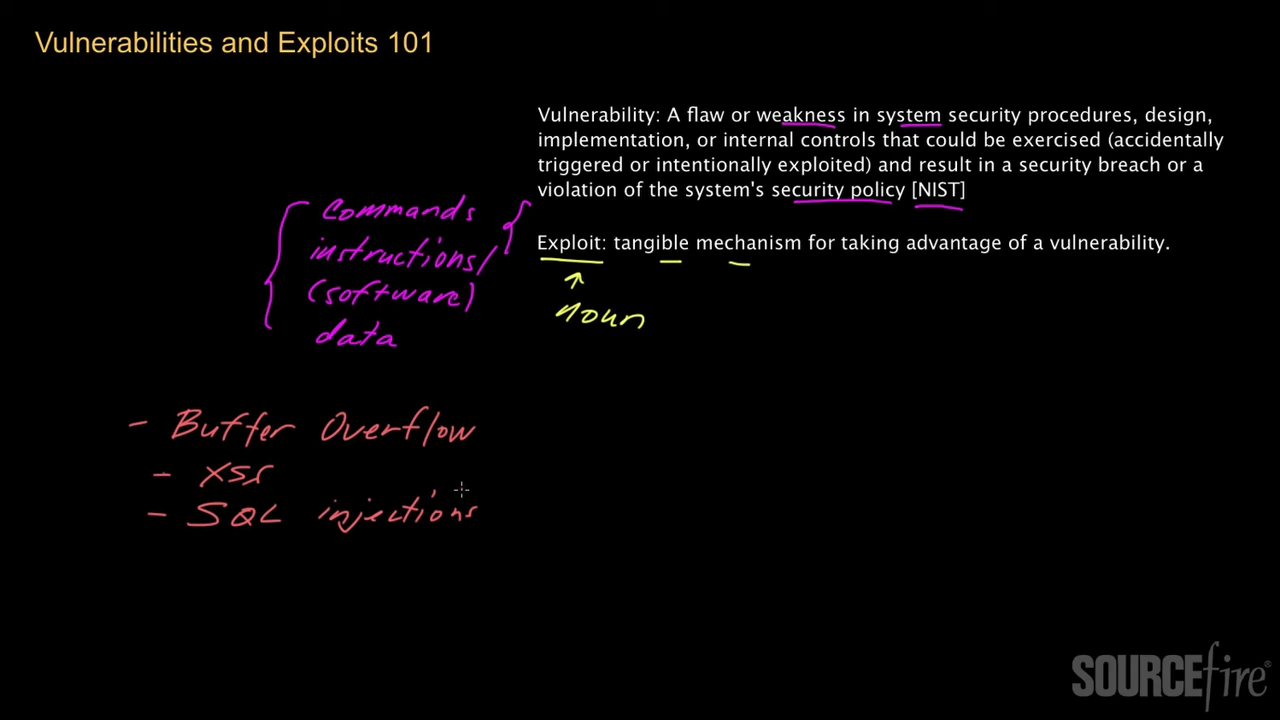 Vulnerabilities and Exploits 101
Vulnerability: A flaw or weakness in system security procedures, design,
implementation, or internal controls that could be exercised (accidentally
triggered or intentionally exploited) and result in a security breach or a
violation of the system's security policy [NIST]
Exploit: tangible mechanism for taking advantage of a vulnerability.
noun
commands
instructions/
(software)
data
- Buffer Overflow
- XSS
- SQL injections
SOURCEfire®